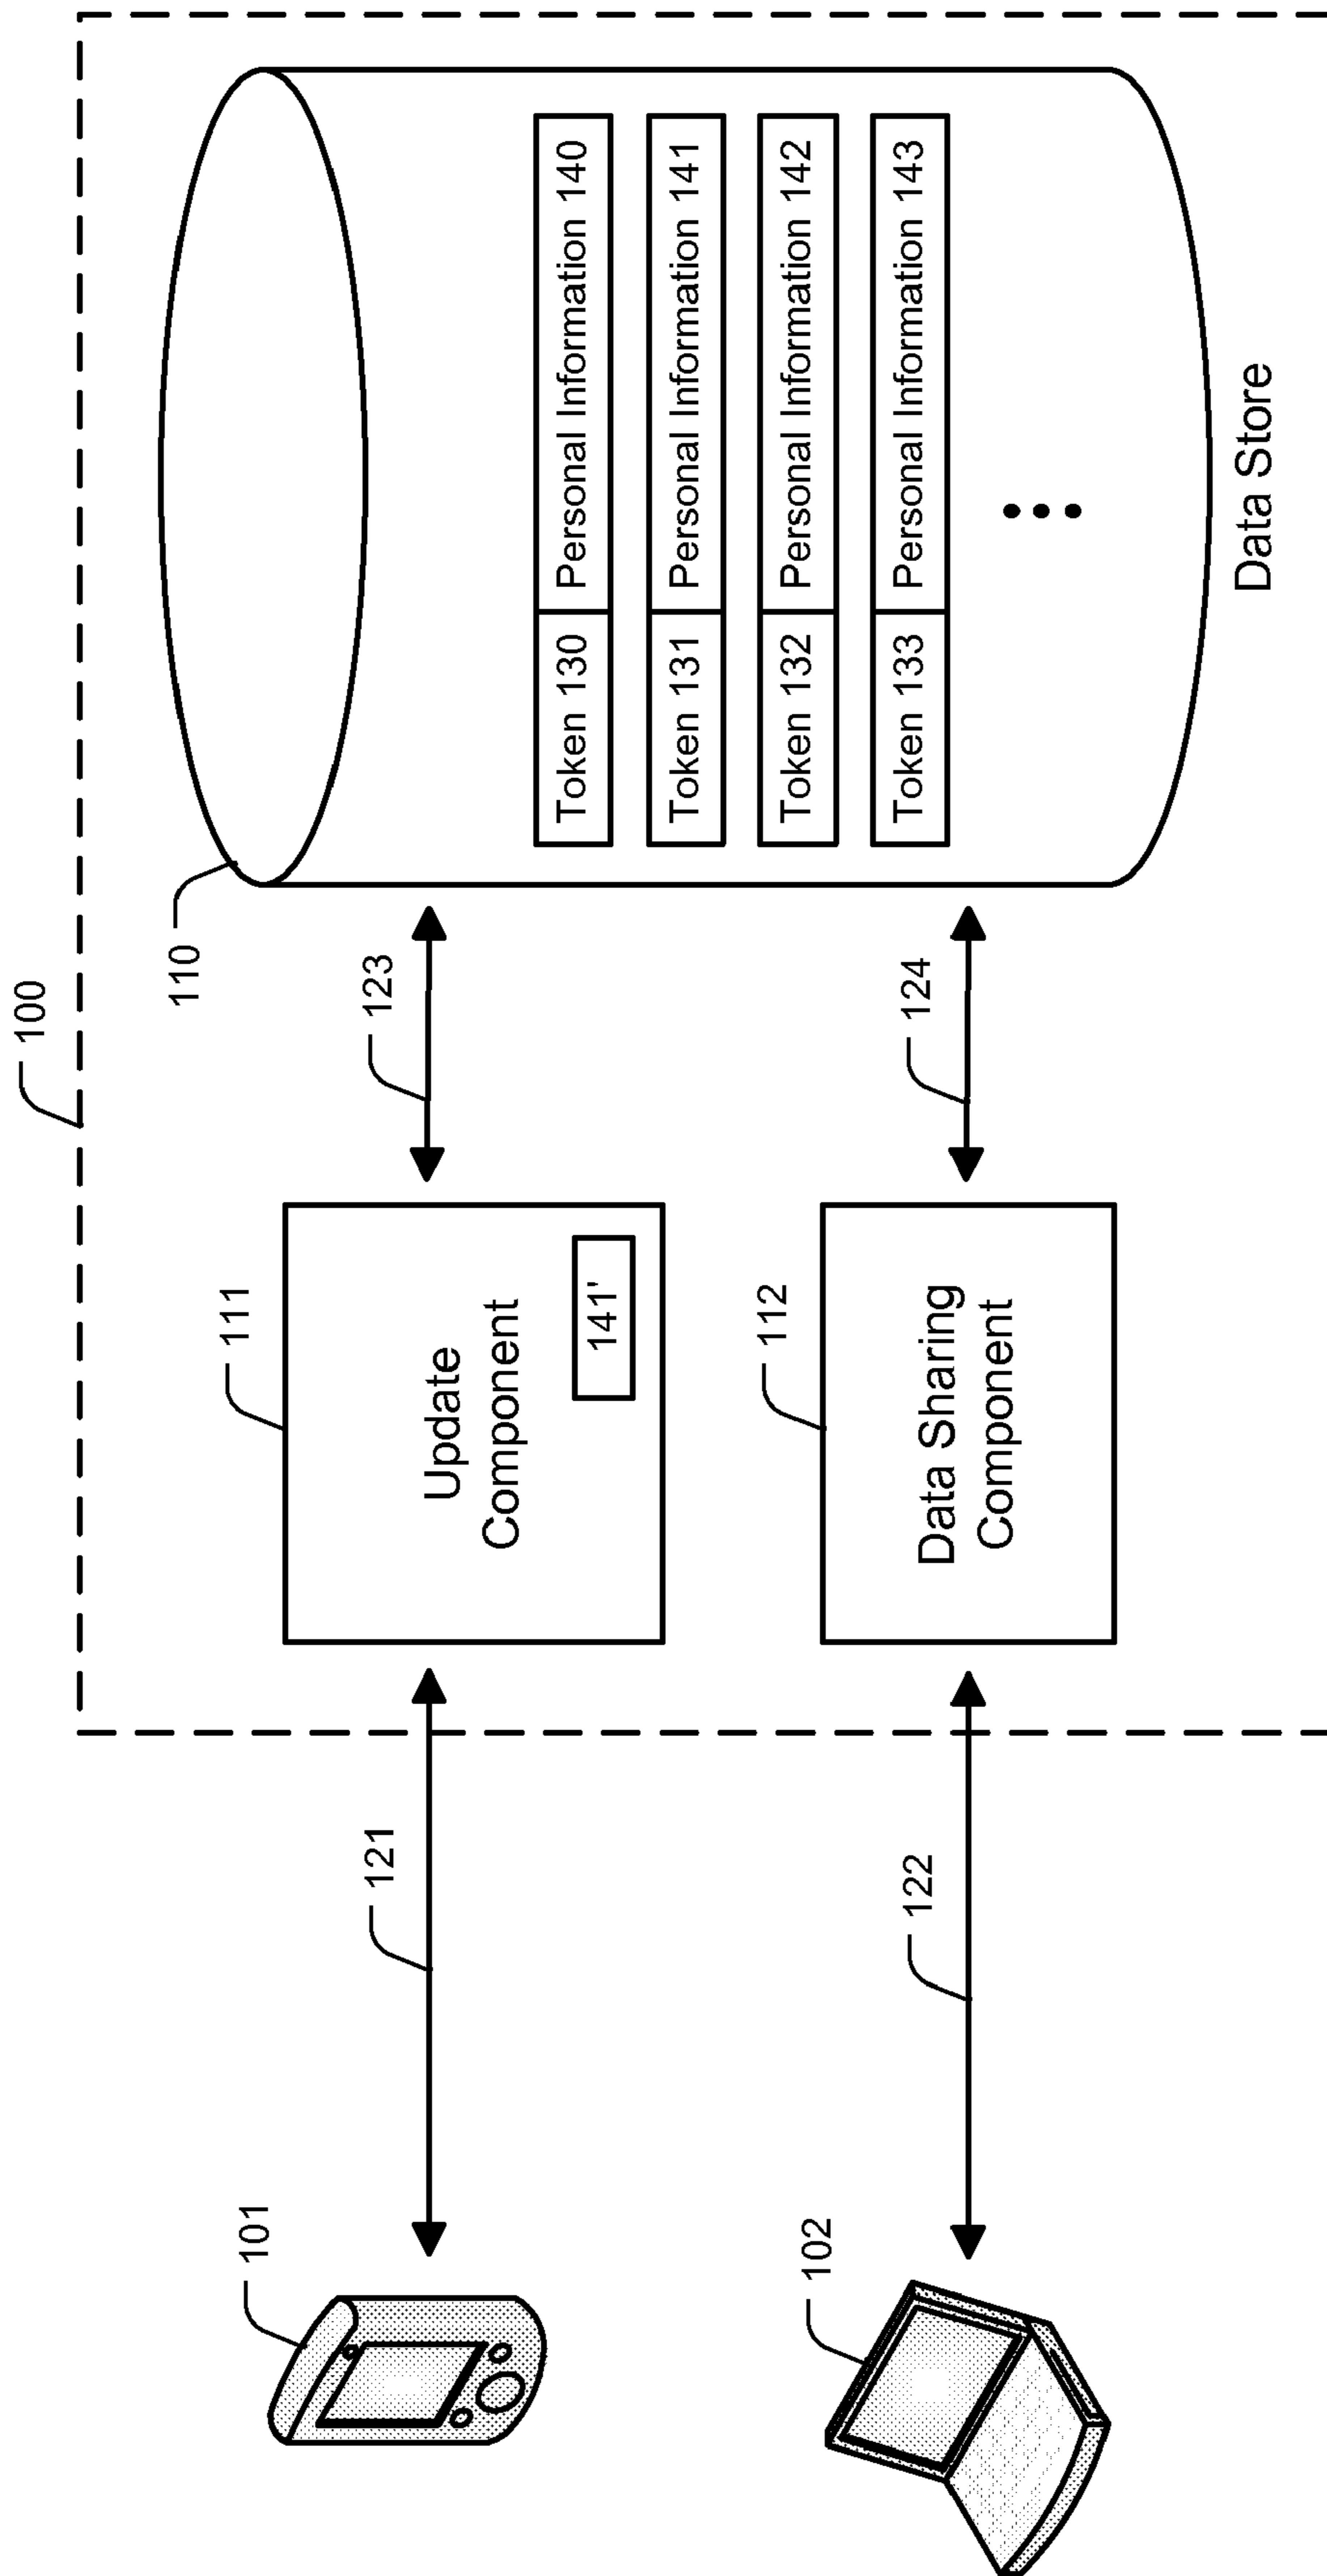 100
110
Token 130 Personal Information 140
Token 131 Personal Information 141
Token 132 Personal Information 142
Token 133 Personal Information 143
Data Store
123
124
111
Update
Component
141'
112
Data Sharing
Component
121
122
101
102